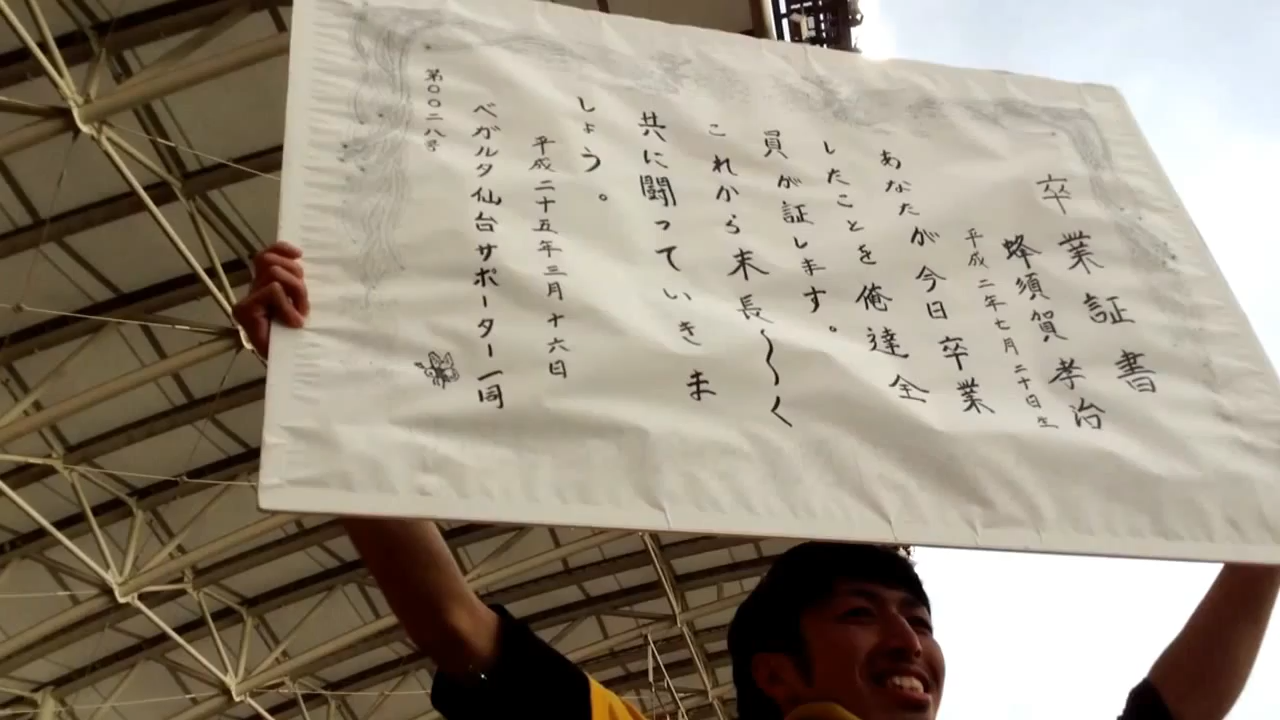 卒業証書
蜂須賀孝治
平成二年七月二十日生
あなたが今日卒業
したことを俺達全
員が証します。
これから末長〜〜く
共に闘っていきま
しょう。
平成二十五年三月十六日
ベガルタ仙台サポーター一同
第〇〇二八号